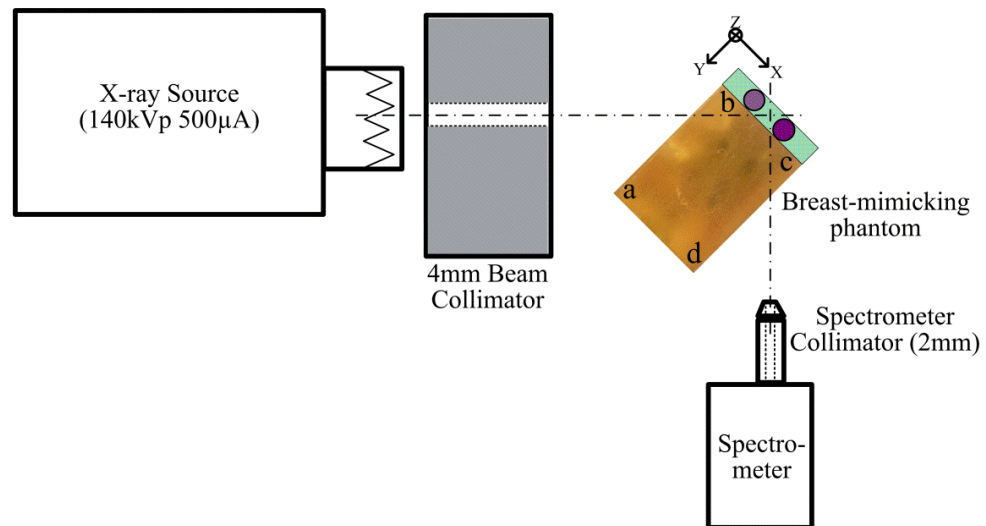 X-ray Source
(140kVp 500µA)
4mm Beam
Collimator
Z
Y
X
b
c
a
d
Breast-mimicking
phantom
Spectrometer
Collimator (2mm)
Spectro-
meter